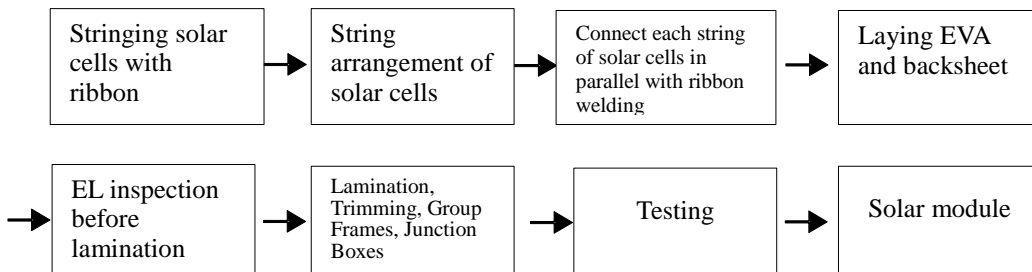 Stringing solar
cells with
ribbon
String
arrangement of
solar cells
Connect each string
of solar cells in
parallel with ribbon
welding
Laying EVA
and backsheet
EL inspection
before
lamination
Lamination,
Trimming, Group
Frames, Junction
Boxes
Testing
Solar module